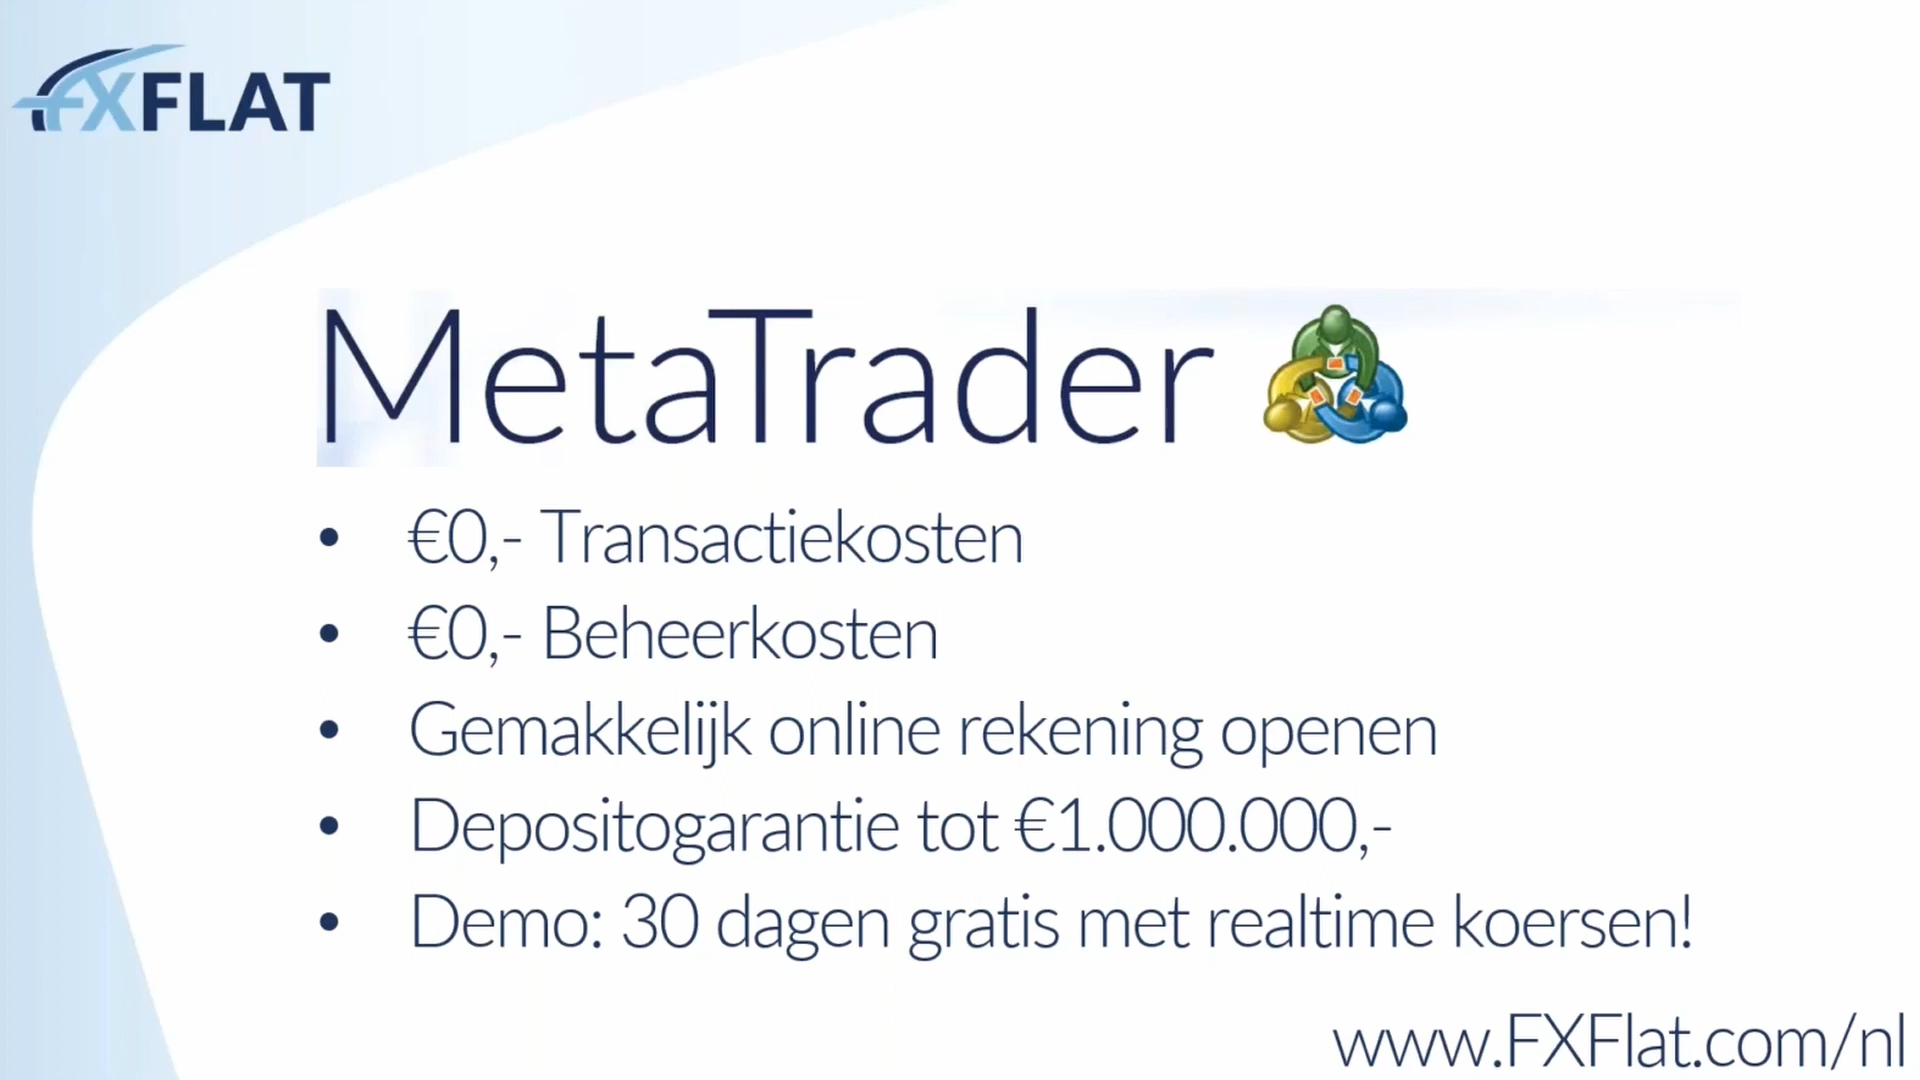 FXFLAT
MetaTrader
• €0,- Transactiekosten
• €0,- Beheerkosten
• Gemakkelijk online rekening openen
• Depositogarantie tot €1.000.000,-
• Demo: 30 dagen gratis met realtime koersen!
www.FXFlat.com/nl